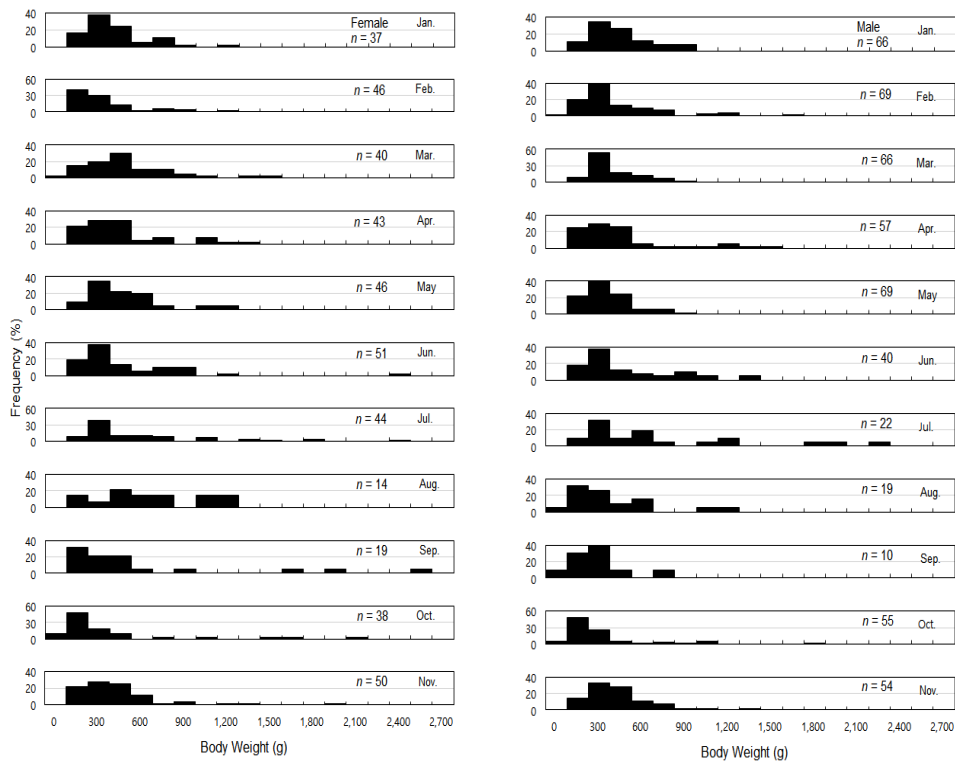 40
20
0
Female
n = 37
Jan.
60
30
0
n = 46
Feb.
40
20
0
n = 40
Mar.
40
20
0
n = 43
Apr.
40
20
0
n = 46
May
40
20
0
n = 51
Jun.
60
30
0
n = 44
Jul.
40
20
0
n = 14
Aug.
40
20
0
n = 19
Sep.
60
30
0
n = 38
Oct.
40
20
0
n = 50
Nov.
0 300 600 900 1,200 1,500 1,800 2,100 2,400 2,700
Body Weight (g)
Frequency (%)
40
20
0
Male
n = 66
Jan.
40
20
0
n = 69
Feb.
60
30
0
n = 66
Mar.
40
20
0
n = 57
Apr.
40
20
0
n = 69
May
40
20
0
n = 40
Jun.
40
20
0
n = 22
Jul.
40
20
0
n = 19
Aug.
40
20
0
n = 10
Sep.
60
30
0
n = 55
Oct.
40
20
0
n = 54
Nov.
0 300 600 900 1,200 1,500 1,800 2,100 2,400 2,700
Body Weight (g)